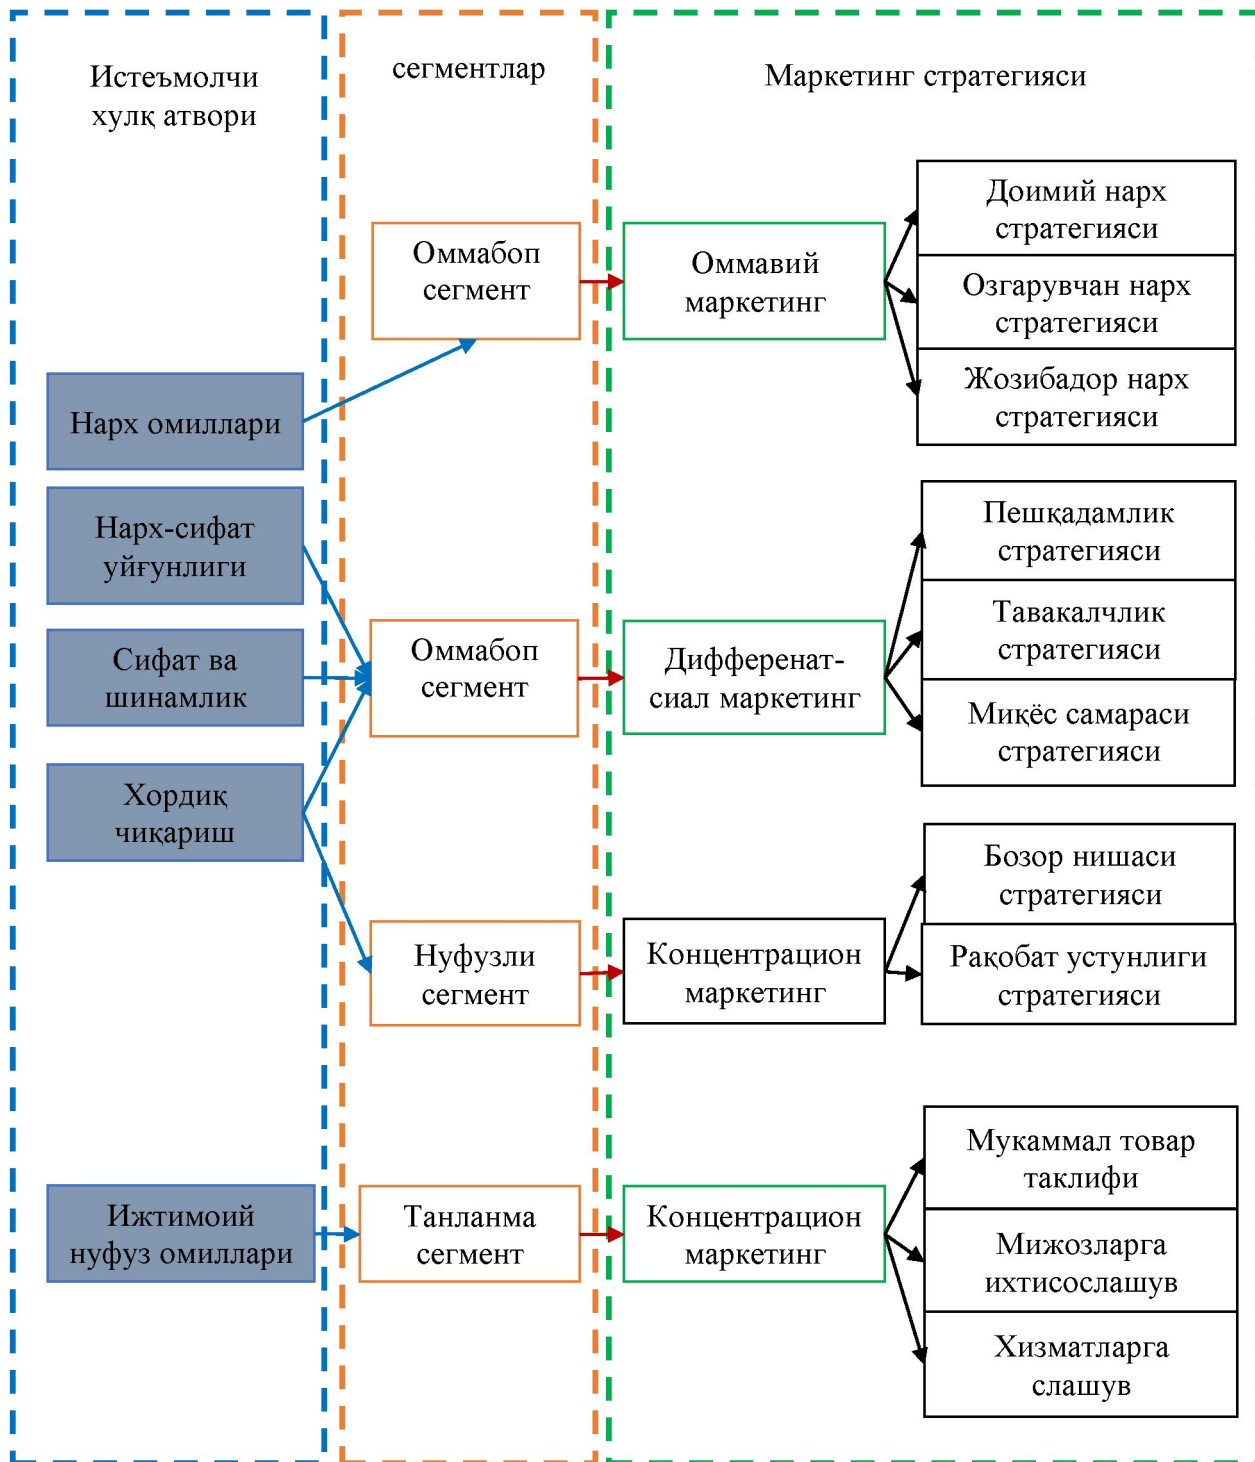 Истеъмолчи
хулқ атвори
сегментлар
Маркетинг стратегияси
Нарх омиллари
Нарх-сифат
уйғунлиги
Сифат ва
шинамлик
Хордиқ
чиқариш
Ижтимоий
нуфуз омиллари
Оммабоп
сегмент
Оммабоп
сегмент
Нуфузли
сегмент
Танланма
сегмент
Оммавий
маркетинг
Дифференат-
сиал маркетинг
Концентрацион
маркетинг
Концентрацион
маркетинг
Доимий нарх
стратегияси
Озгарувчан нарх
стратегияси
Жозибадор нарх
стратегияси
Пешқадамлик
стратегияси
Тавакалчлик
стратегияси
Миқёс самараси
стратегияси
Бозор нишаси
стратегияси
Рақобат устунлиги
стратегияси
Мукаммал товар
таклифи
Мижозларга
ихтисослашув
Хизматларга
слашув